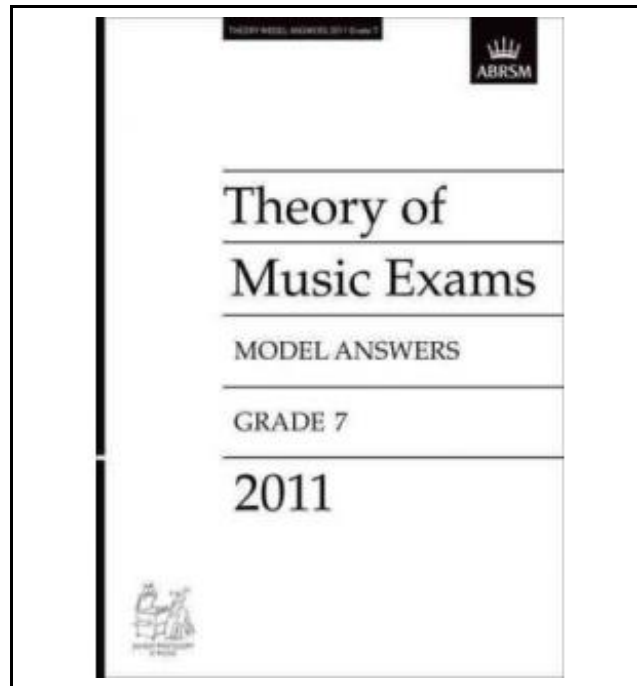 THEORY MODEL ANSWERS 2011 Grade 7
ABRSM
Theory of
Music Exams
MODEL ANSWERS
GRADE 7
2011